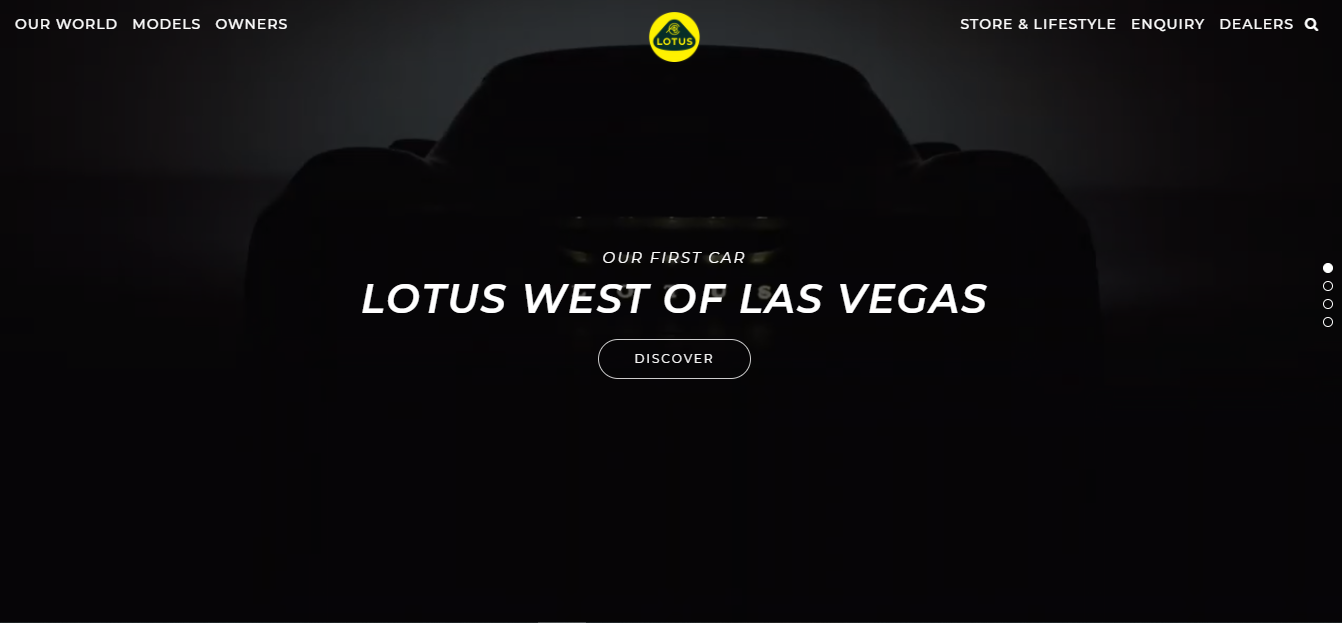 OUR WORLD MODELS OWNERS
LOTUS
STORE & LIFESTYLE ENQUIRY DEALERS
OUR FIRST CAR
LOTUS WEST OF LAS VEGAS
DISCOVER